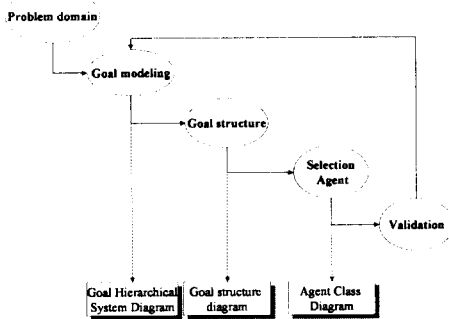 Problem domain
Goal modeling
Goal structure
Selection
Agent
Validation
Goal Hierarchical
System Diagram
Goal structure
diagram
Agent Class
Diagram